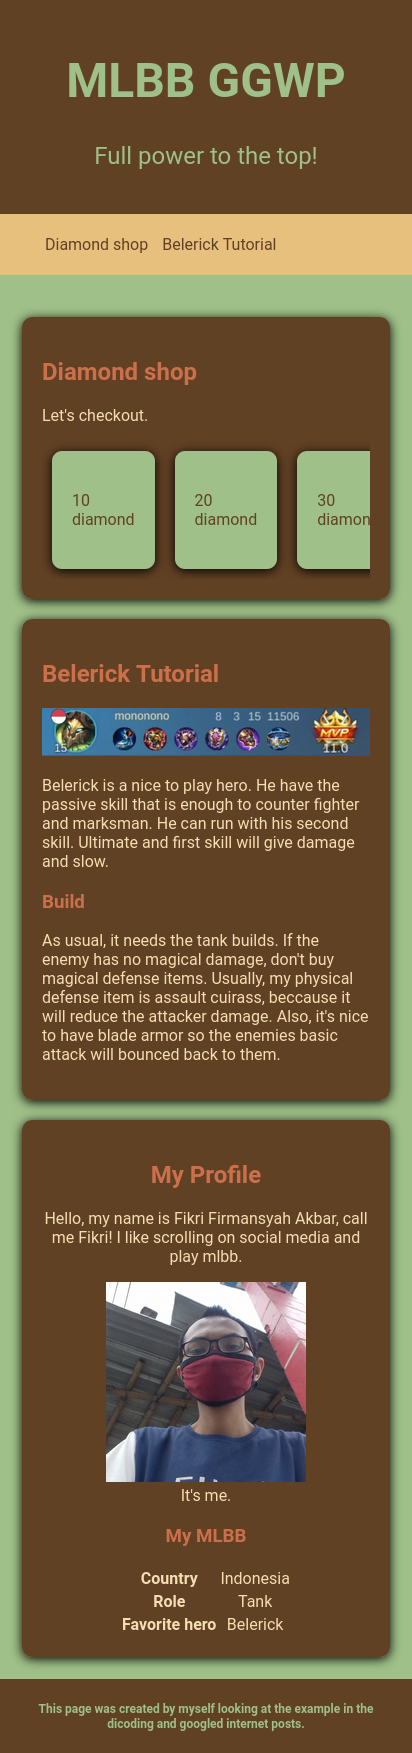 MLBB GGWP
Full power to the top!
Diamond shop Belerick Tutorial
Diamond shop
Let's checkout.
10 diamond
20 diamond
30
Belerick Tutorial
mononono 8 3 15 11506
15 MVP 11.0
Belerick is a nice to play hero. He have the
passive skill that is enough to counter fighter
and marksman. He can run with his second
skill. Ultimate and first skill will give damage
and slow.
Build
As usual, it needs the tank builds. If the
enemy has no magical damage, don't buy
magical defense items. Usually, my physical
defense item is assault cuirass, beccause it
will reduce the attacker damage. Also, it's nice
to have blade armor so the enemies basic
attack will bounced back to them.
My Profile
Hello, my name is Fikri Firmansyah Akbar, call
me Fikri! I like scrolling on social media and
play mlbb.
It's me.
My MLBB
Country Indonesia
Role Tank
Favorite hero Belerick
This page was created by myself looking at the example in the
dicoding and googled internet posts.